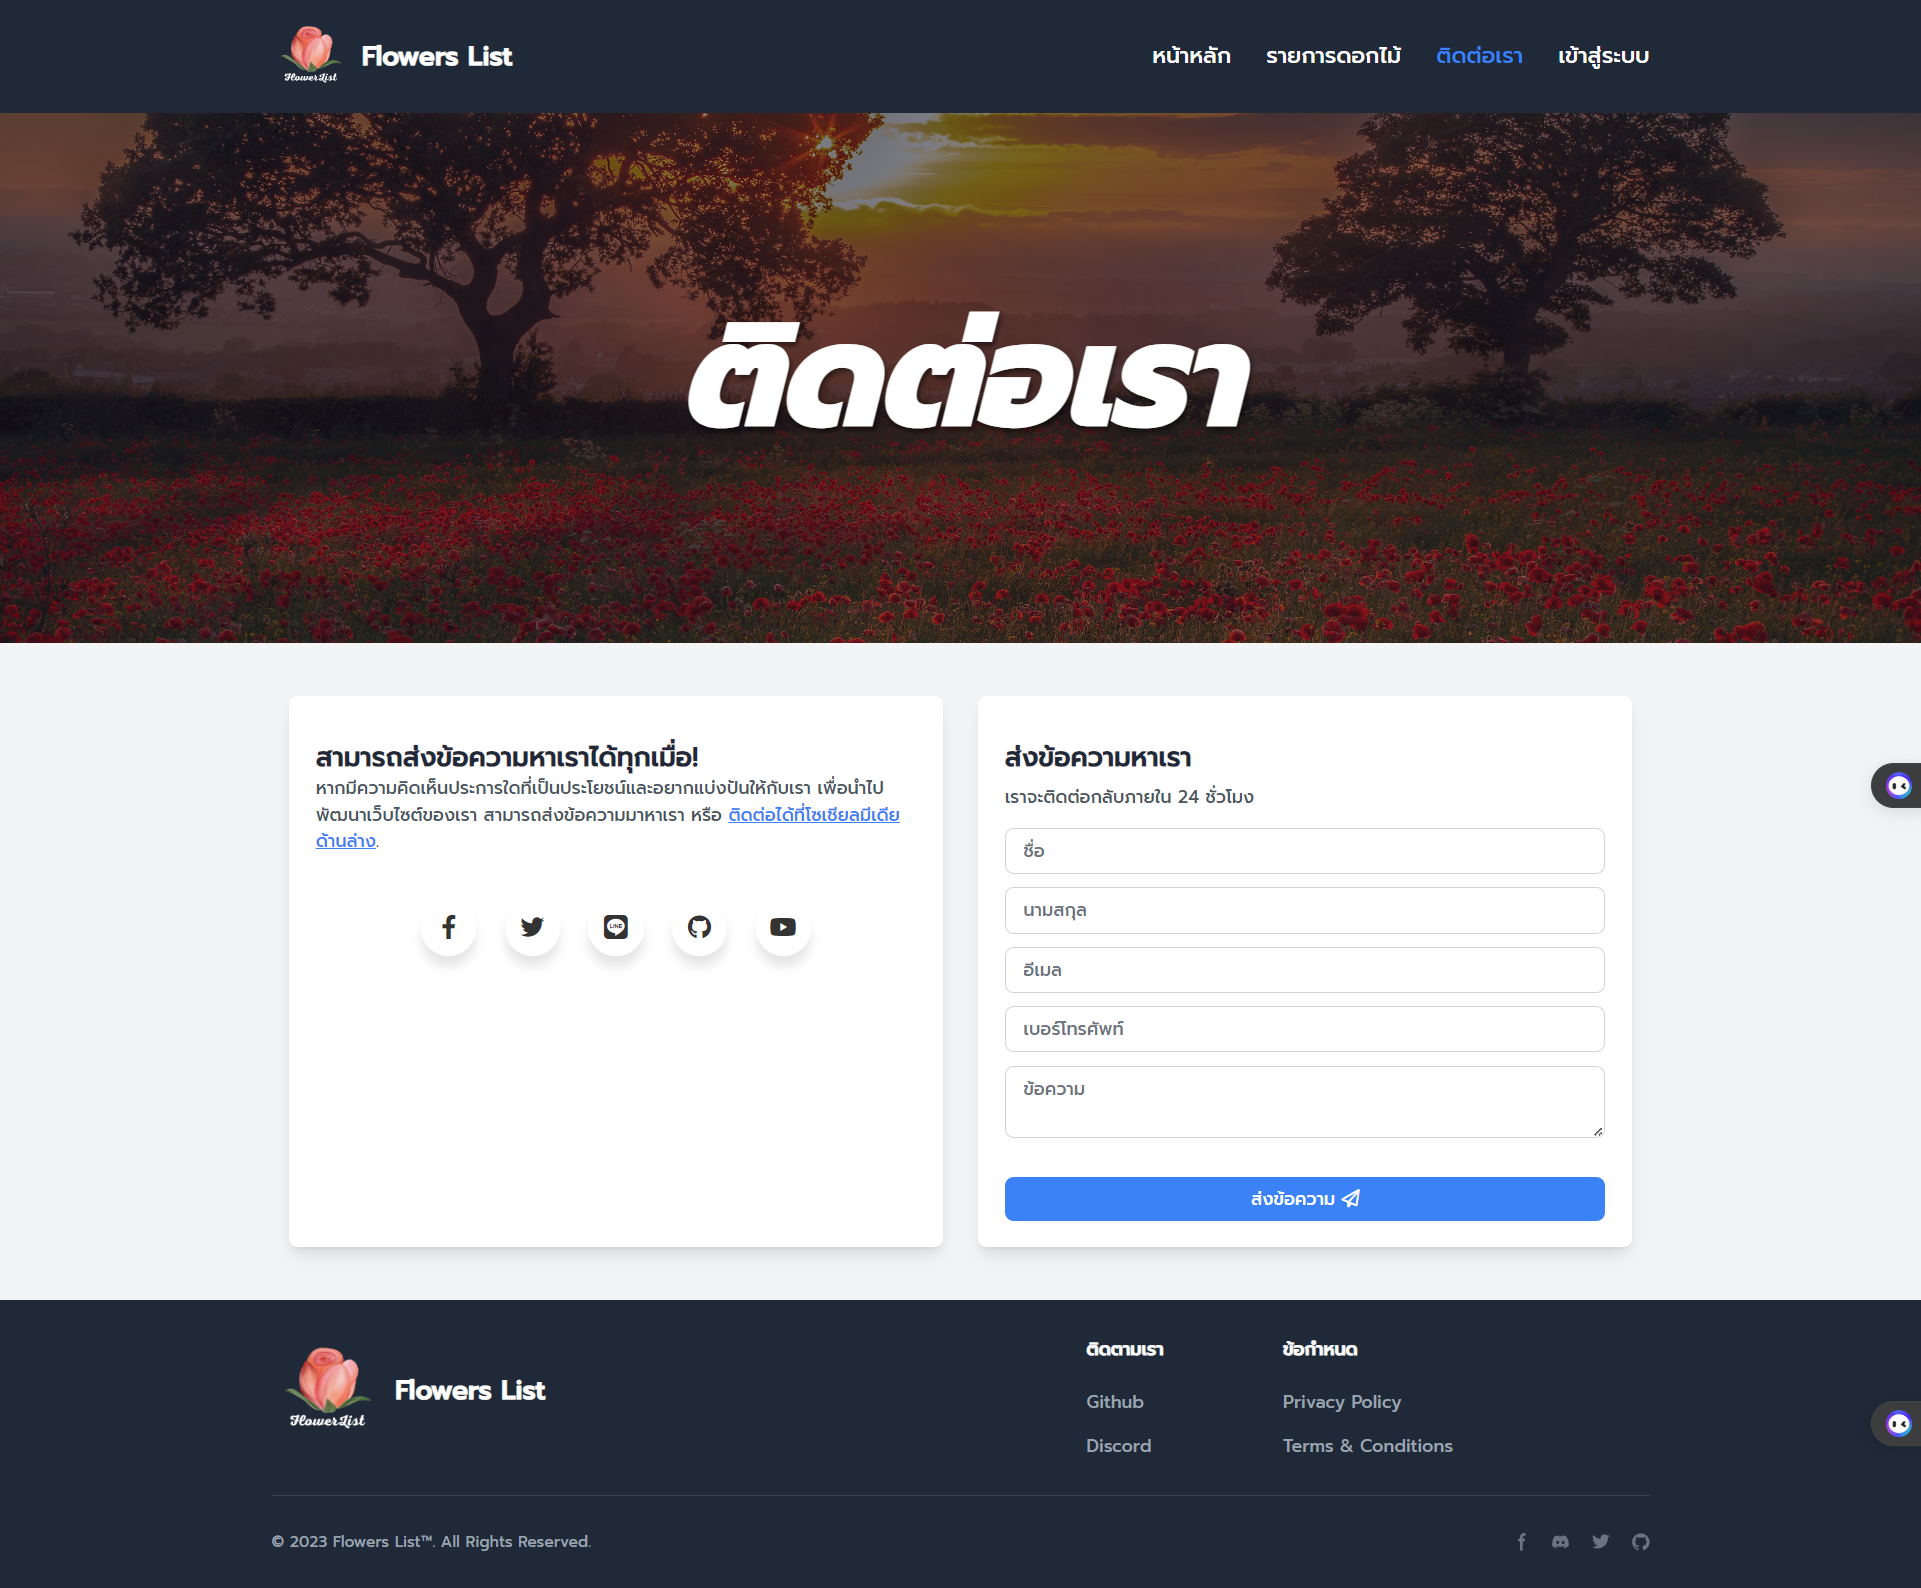 FlowerList
Flowers List
หน้าหลัก
รายการดอกไม้
ติดต่อเรา
เข้าสู่ระบบ
ติดต่อเรา
สามารถส่งข้อความหาเราได้ทุกเมื่อ!
หากมีความคิดเห็นประการใดที่เป็นประโยชน์และอยากแบ่งปันให้กับเรา เพื่อนำไป
พัฒนาเว็บไซต์ของเรา สามารถส่งข้อความมาหาเรา หรือ ติดต่อได้ที่โซเชียลมีเดีย
ด้านล่าง.
LINE
ส่งข้อความหาเรา
เราจะติดต่อกลับภายใน 24 ชั่วโมง
ชื่อ
นามสกุล
อีเมล
เบอร์โทรศัพท์
ข้อความ
ส่งข้อความ
FlowerList
Flowers List
ติดตามเรา
Github
Discord
ข้อกำหนด
Privacy Policy
Terms & Conditions
© 2023 Flowers List™. All Rights Reserved.